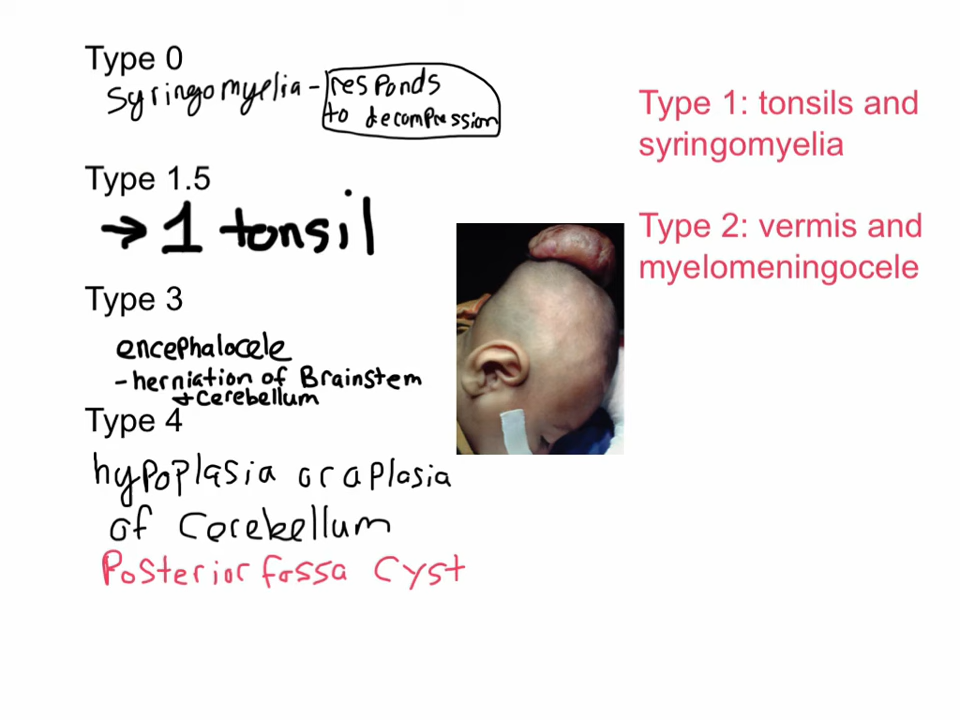 Type 0
Syringomyelia - responds
to decompression
Type 1.5
→ 1 tonsil
Type 3
encephalocele
- herniation of Brainstem
+ cerebellum
Type 4
hypoplasia or aplasia
of Cerebellum
Posterior fossa Cyst
Type 1: tonsils and
syringomyelia
Type 2: vermis and
myelomeningocele